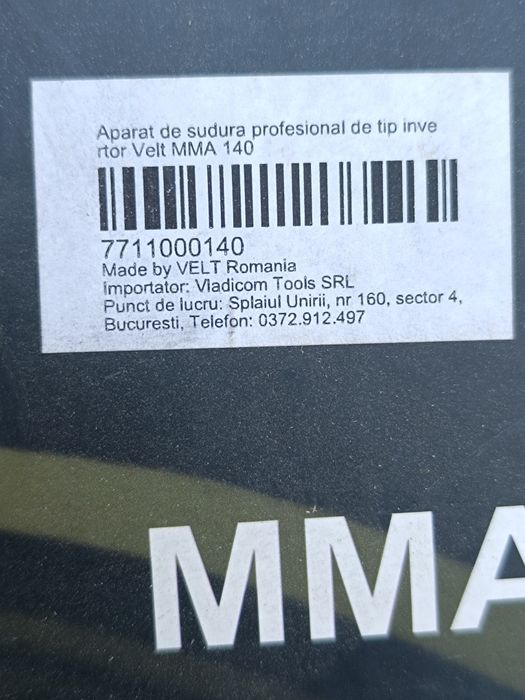 Aparat de sudura profesional de tip inve
rtor Velt MMA 140
7711000140
Made by VELT Romania
Importator: Vladicom Tools SRL
Punct de lucru: Splaiul Unirii, nr 160, sector 4,
Bucuresti, Telefon: 0372.912.497
MMA